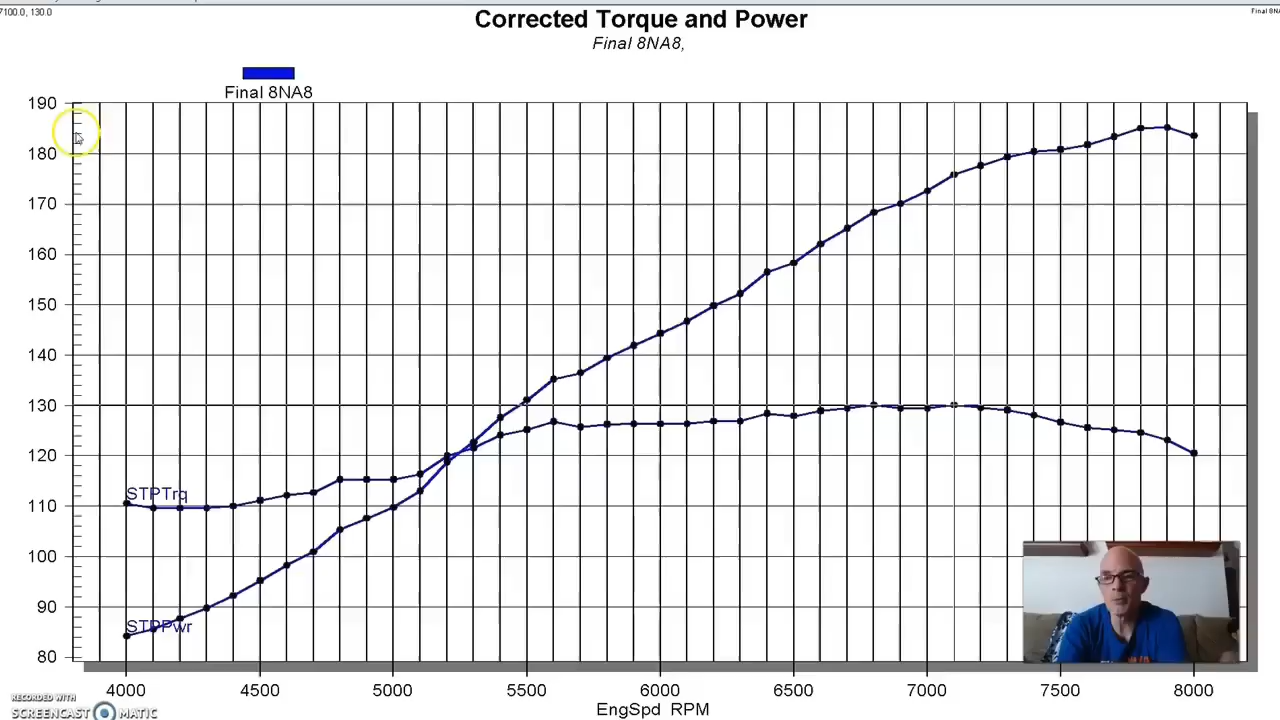 7100.0, 130.0
Corrected Torque and Power
Final 8NA8,
Final 8NA8
190
180
170
160
150
140
130
120
110
100
90
80
STPTrq
STPPwr
4000 4500 5000 5500 6000 6500 7000 7500 8000
EngSpd RPM
RECORDED WITH
SCREENCAST MATIC